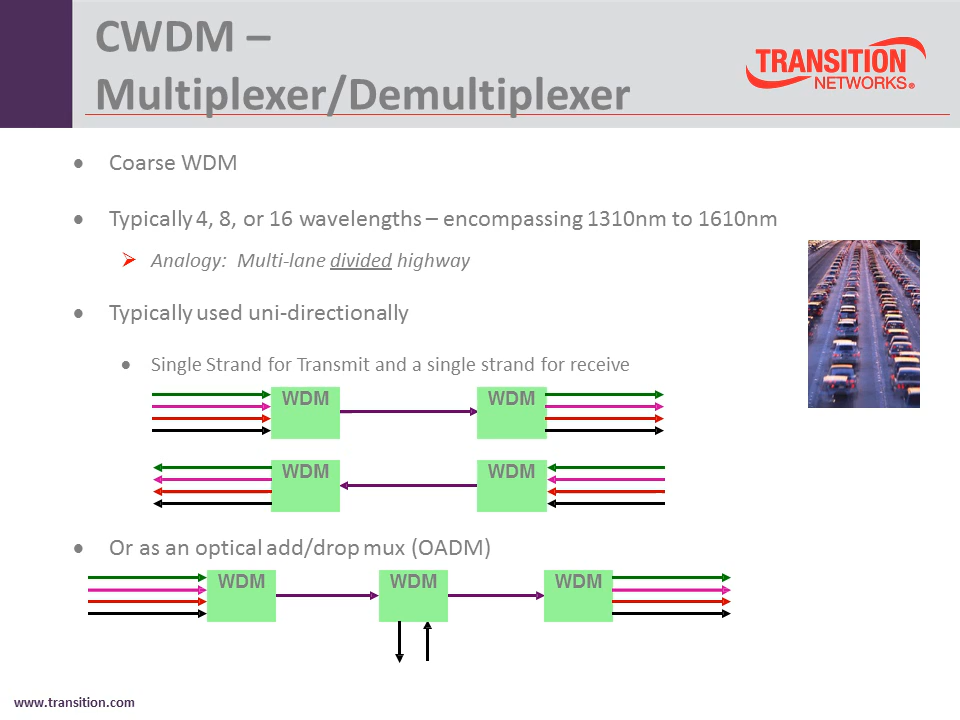 CWDM –
Multiplexer/Demultiplexer
TRANSITION
NETWORKS®
• Coarse WDM
• Typically 4, 8, or 16 wavelengths – encompassing 1310nm to 1610nm
Analogy: Multi-lane divided highway
• Typically used uni-directionally
• Single Strand for Transmit and a single strand for receive
WDM WDM
WDM WDM
• Or as an optical add/drop mux (OADM)
WDM WDM WDM
www.transition.com